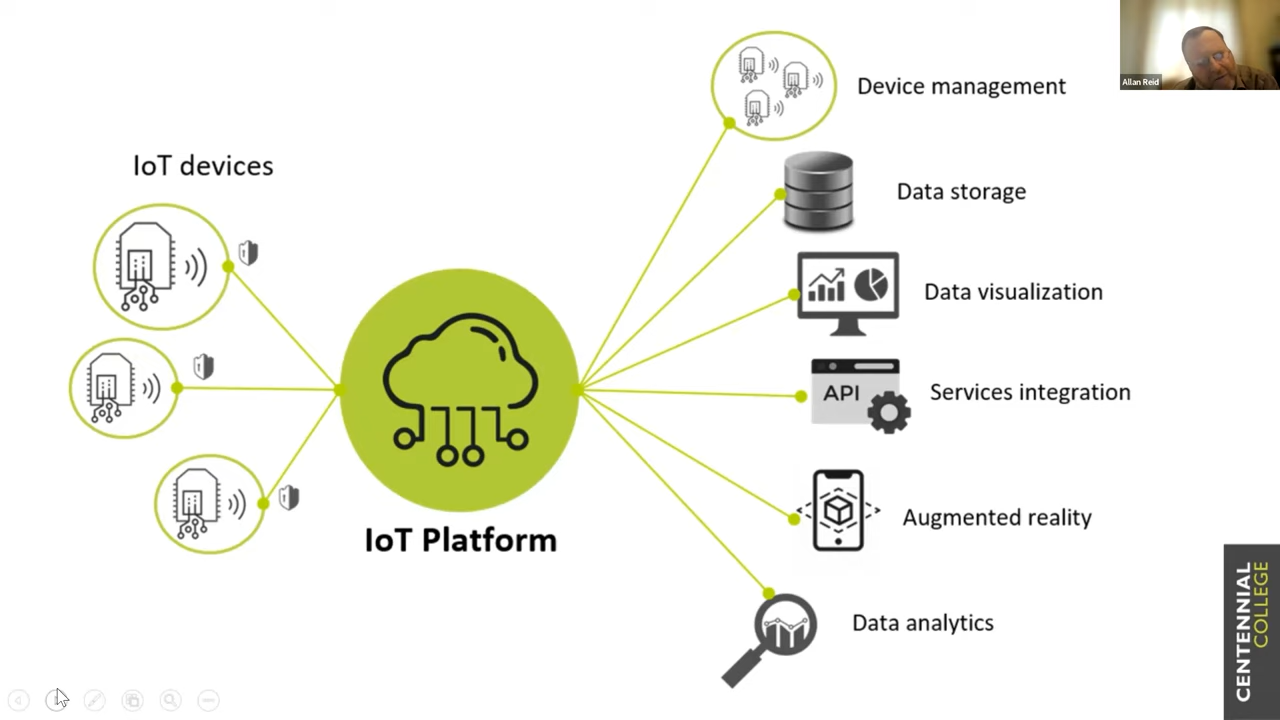 Allan Reid
Device management
IoT devices
Data storage
Data visualization
API
Services integration
IoT Platform
Augmented reality
Data analytics
CENTENNIAL
COLLEGE